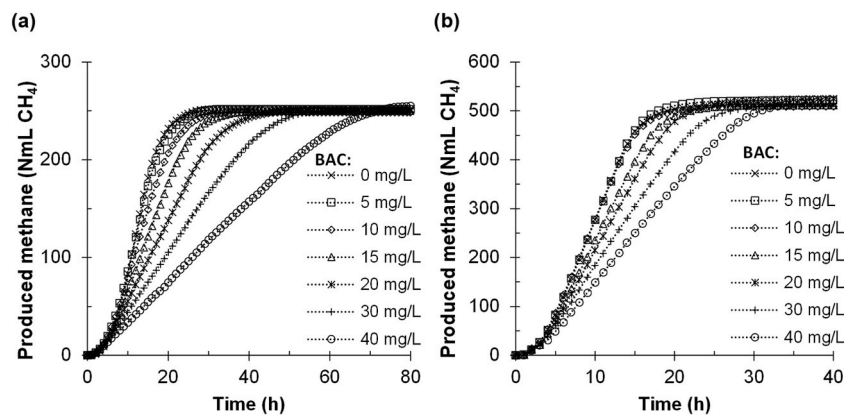 (a)
Produced methane (NmL CH₄)
300
200
100
0
0 20 40 60 80
Time (h)
BAC:
0 mg/L
5 mg/L
10 mg/L
15 mg/L
20 mg/L
30 mg/L
40 mg/L
(b)
Produced methane (NmL CH₄)
600
500
400
300
200
100
0
0 10 20 30 40
Time (h)
BAC:
0 mg/L
5 mg/L
10 mg/L
15 mg/L
20 mg/L
30 mg/L
40 mg/L